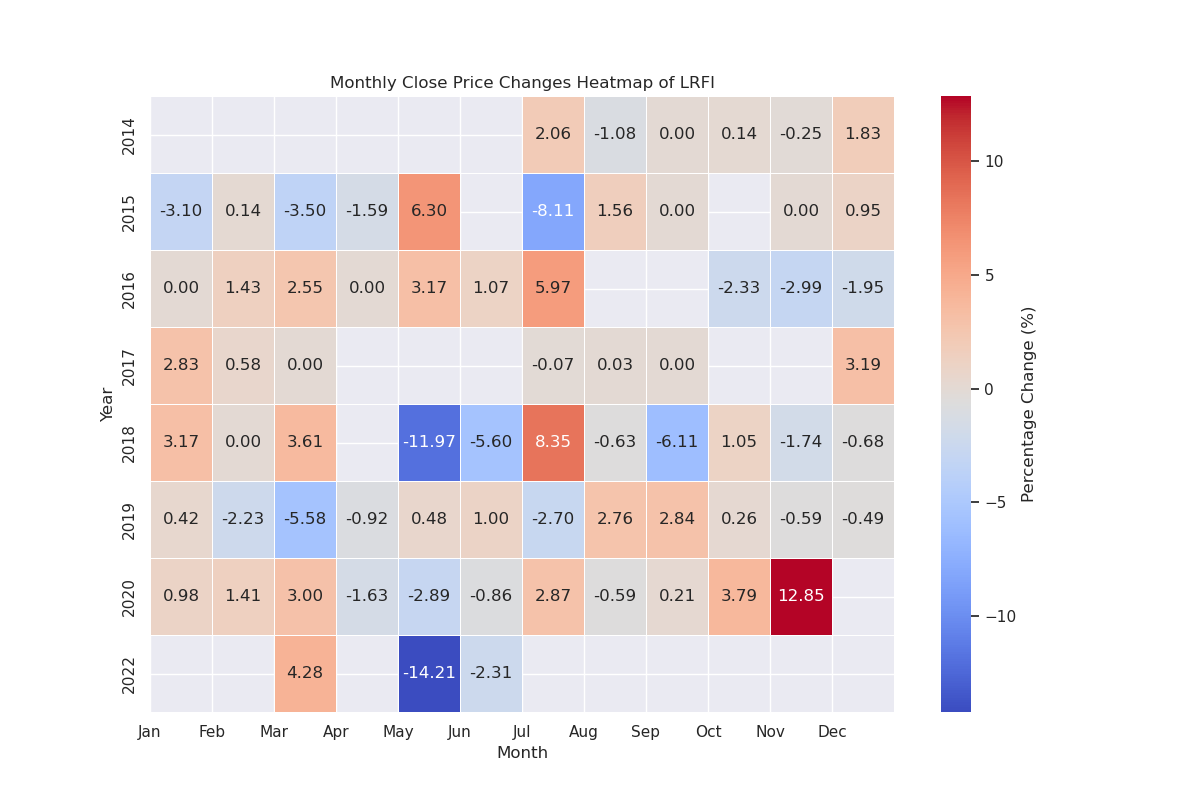 Monthly Close Price Changes Heatmap of LRFI
2014 2.06 -1.08 0.00 0.14 -0.25 1.83
2015 -3.10 0.14 -3.50 -1.59 6.30 -8.11 1.56 0.00 0.00 0.95
2016 0.00 1.43 2.55 0.00 3.17 1.07 5.97 -2.33 -2.99 -1.95
2017 2.83 0.58 0.00 -0.07 0.03 0.00 3.19
2018 3.17 0.00 3.61 -11.97 -5.60 8.35 -0.63 -6.11 1.05 -1.74 -0.68
2019 0.42 -2.23 -5.58 -0.92 0.48 1.00 -2.70 2.76 2.84 0.26 -0.59 -0.49
2020 0.98 1.41 3.00 -1.63 -2.89 -0.86 2.87 -0.59 0.21 3.79 12.85
2022 4.28 -14.21 -2.31
Jan Feb Mar Apr May Jun Jul Aug Sep Oct Nov Dec
Month
Year
10
5
0
−5
−10
Percentage Change (%)